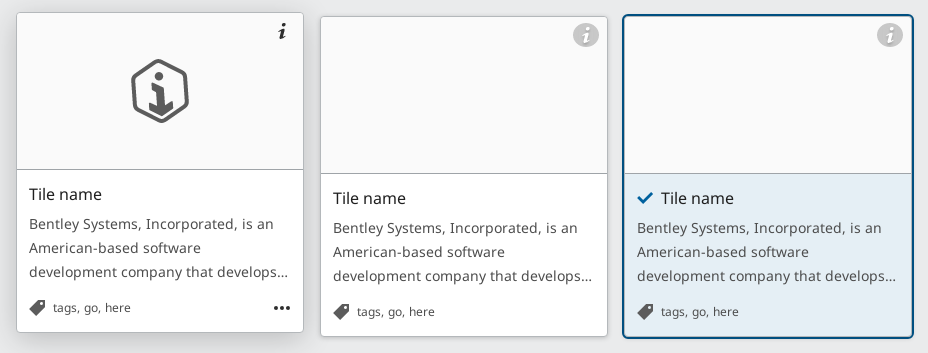 Tile name
Bentley Systems, Incorporated, is an
American-based software
development company that develops...
tags, go, here
Tile name
Bentley Systems, Incorporated, is an
American-based software
development company that develops...
tags, go, here
Tile name
Bentley Systems, Incorporated, is an
American-based software
development company that develops...
tags, go, here